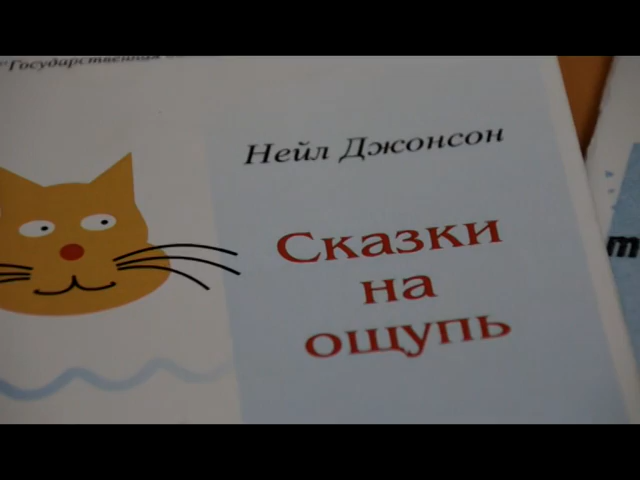 "Государственная
Нейл Джонсон
Сказки
на
ощупь